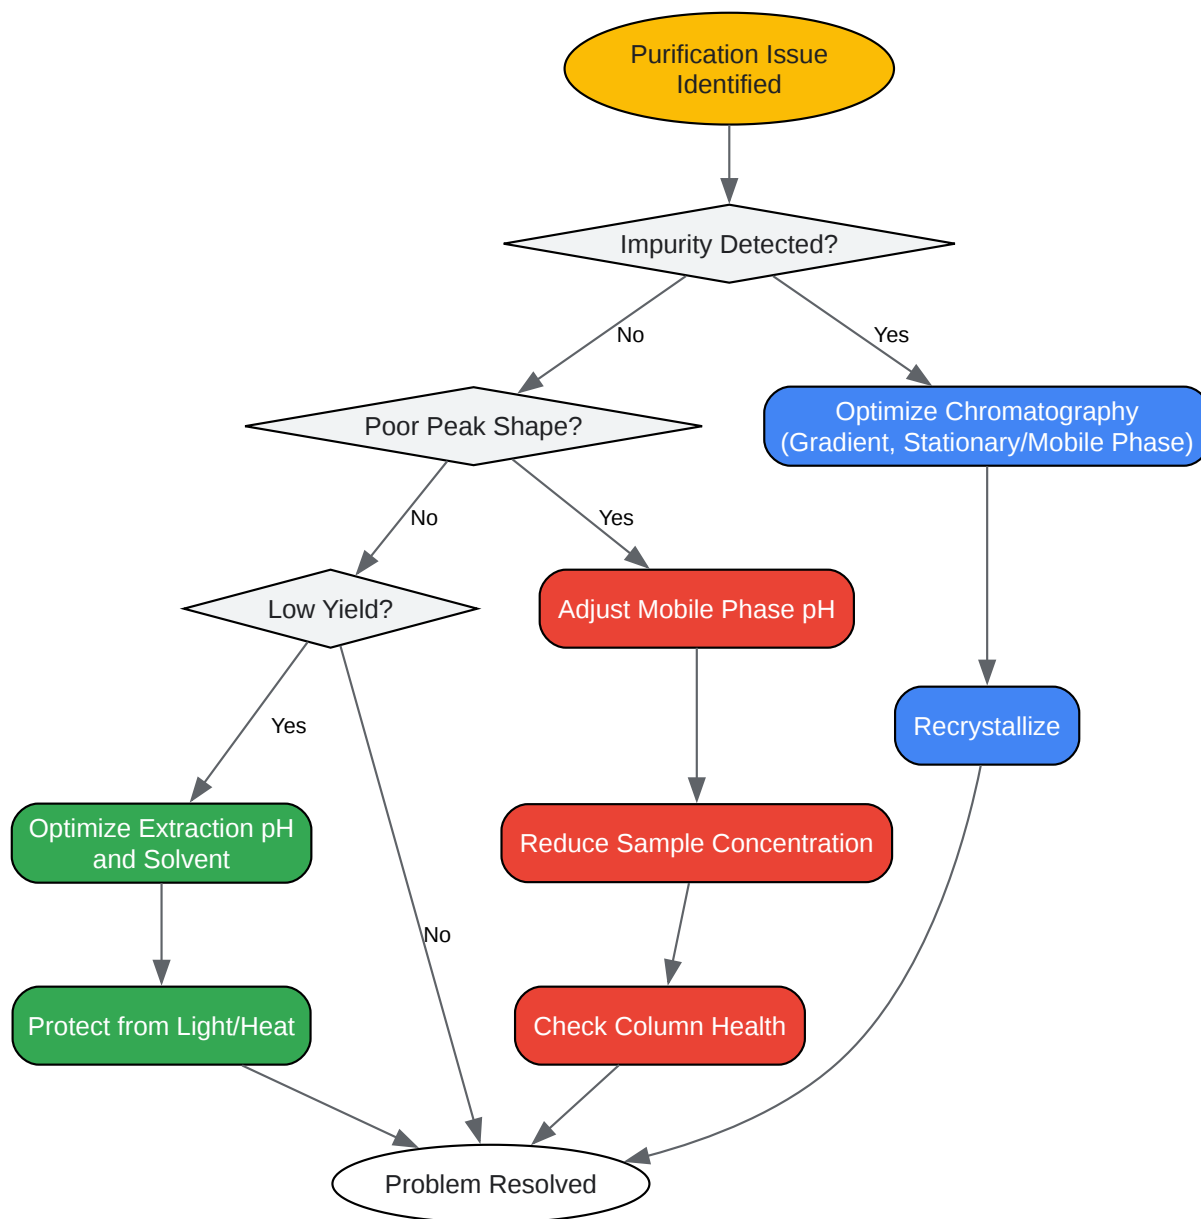 Purification Issue
Identified
Impurity Detected?
No
Yes
Poor Peak Shape?
Optimize Chromatography
(Gradient, Stationary/Mobile Phase)
No
Yes
Low Yield?
Adjust Mobile Phase pH
Yes
Recrystallize
Optimize Extraction pH
and Solvent
Reduce Sample Concentration
No
Protect from Light/Heat
Check Column Health
Problem Resolved